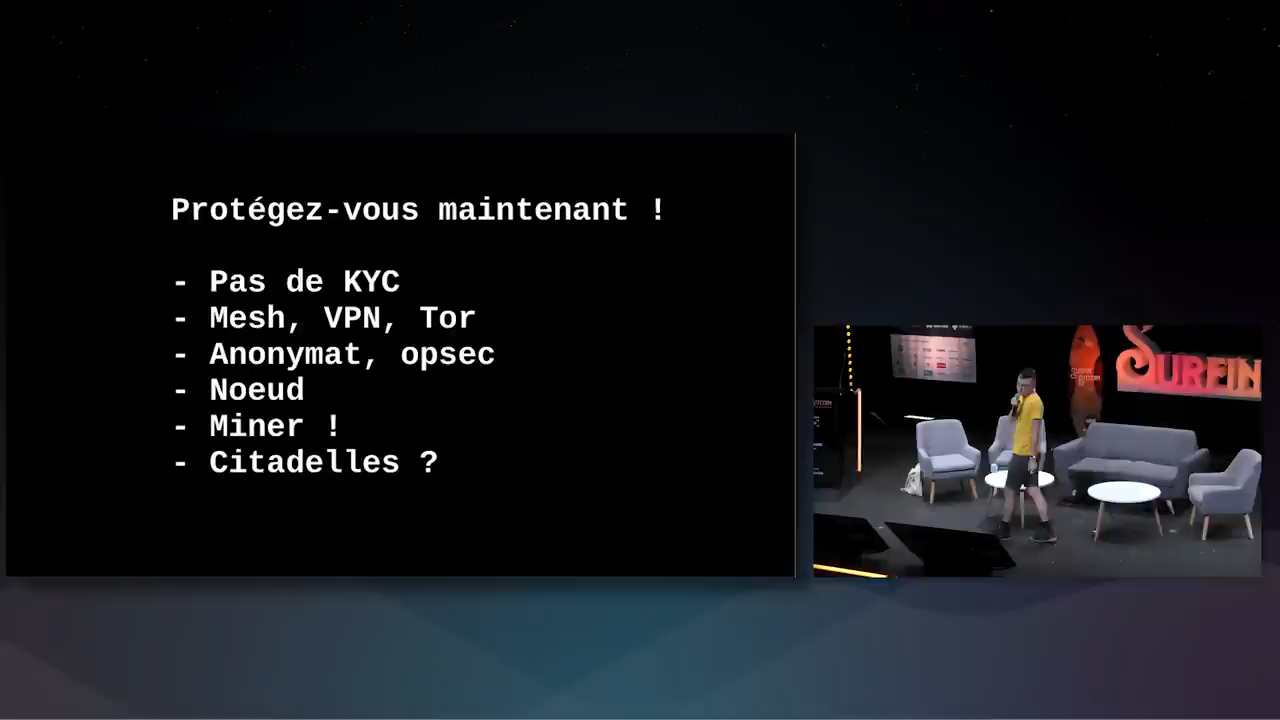 Protégez-vous maintenant !
- Pas de KYC
- Mesh, VPN, Tor
- Anonymat, opsec
- Noeud
- Miner !
- Citadelles ?
SURFIN